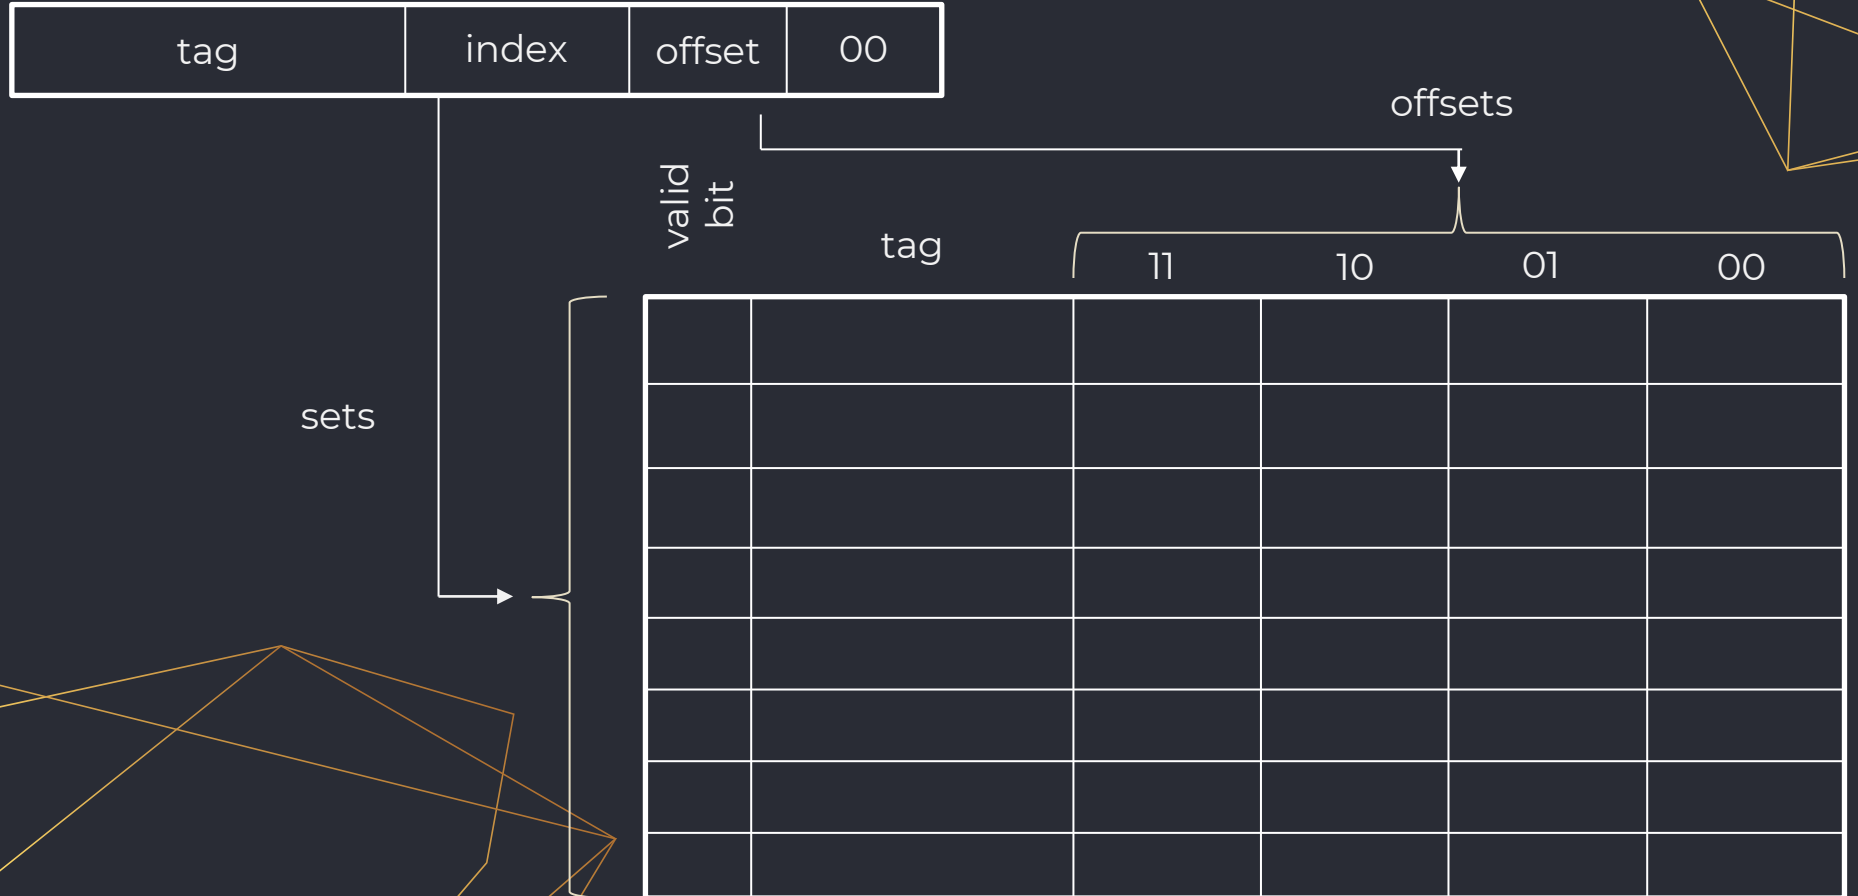 tag index offset 00
offsets
valid
bit
tag
11 10 01 00
sets